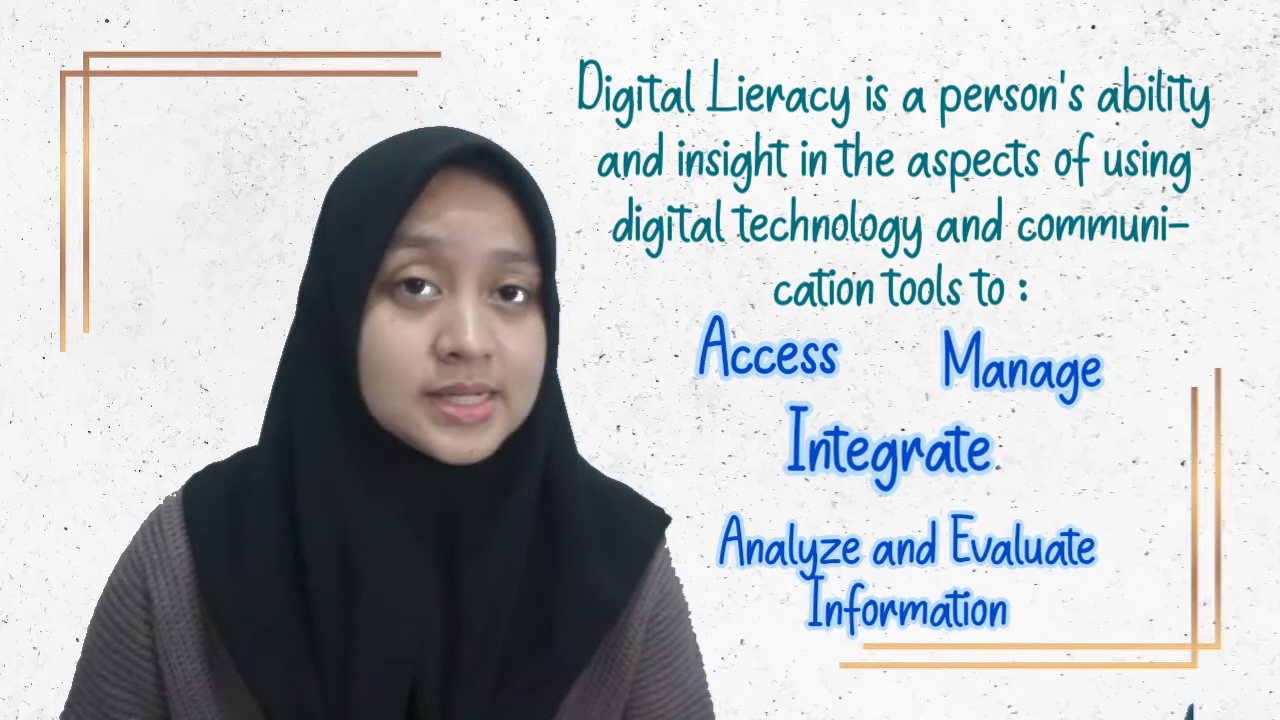 Digital Lieracy is a person's ability
and insight in the aspects of using
digital technology and communi-
cation tools to :
Access Manage
Integrate
Analyze and Evaluate
Information